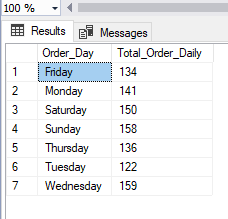 100 %
Results Messages
Order_Day Total_Order_Daily
1 Friday 134
2 Monday 141
3 Saturday 150
4 Sunday 158
5 Thursday 136
6 Tuesday 122
7 Wednesday 159